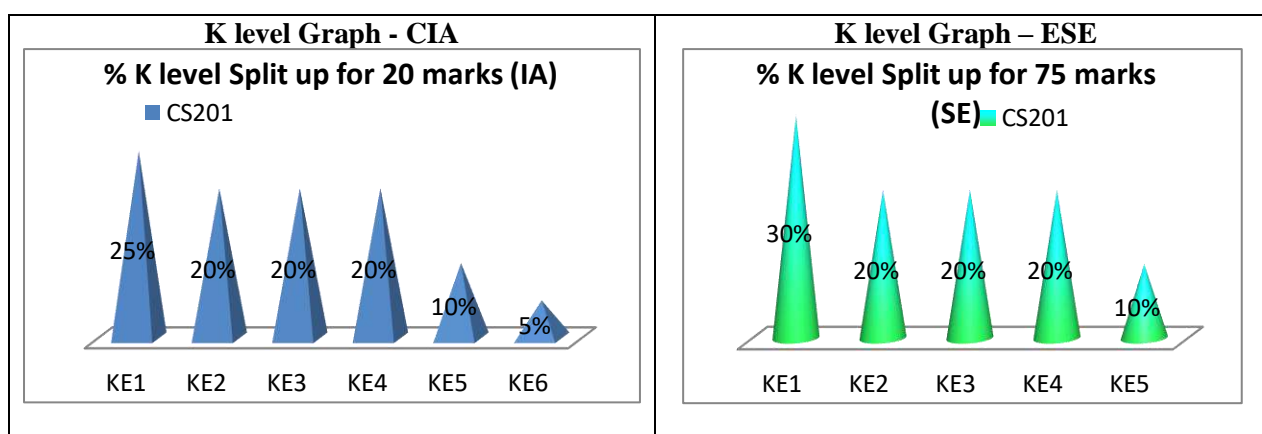 K level Graph - CIA
% K level Split up for 20 marks (IA)
CS201
25%
20%
20%
20%
10%
5%
KE1 KE2 KE3 KE4 KE5 KE6
K level Graph – ESE
% K level Split up for 75 marks
(SE)
CS201
30%
20%
20%
20%
10%
KE1 KE2 KE3 KE4 KE5